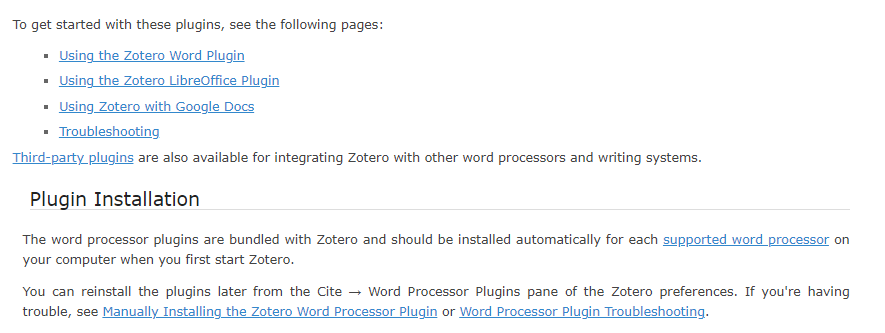 To get started with these plugins, see the following pages:
Using the Zotero Word Plugin
Using the Zotero LibreOffice Plugin
Using Zotero with Google Docs
Troubleshooting
Third-party plugins are also available for integrating Zotero with other word processors and writing systems.
Plugin Installation
The word processor plugins are bundled with Zotero and should be installed automatically for each supported word processor on
your computer when you first start Zotero.
You can reinstall the plugins later from the Cite → Word Processor Plugins pane of the Zotero preferences. If you're having
trouble, see Manually Installing the Zotero Word Processor Plugin or Word Processor Plugin Troubleshooting.